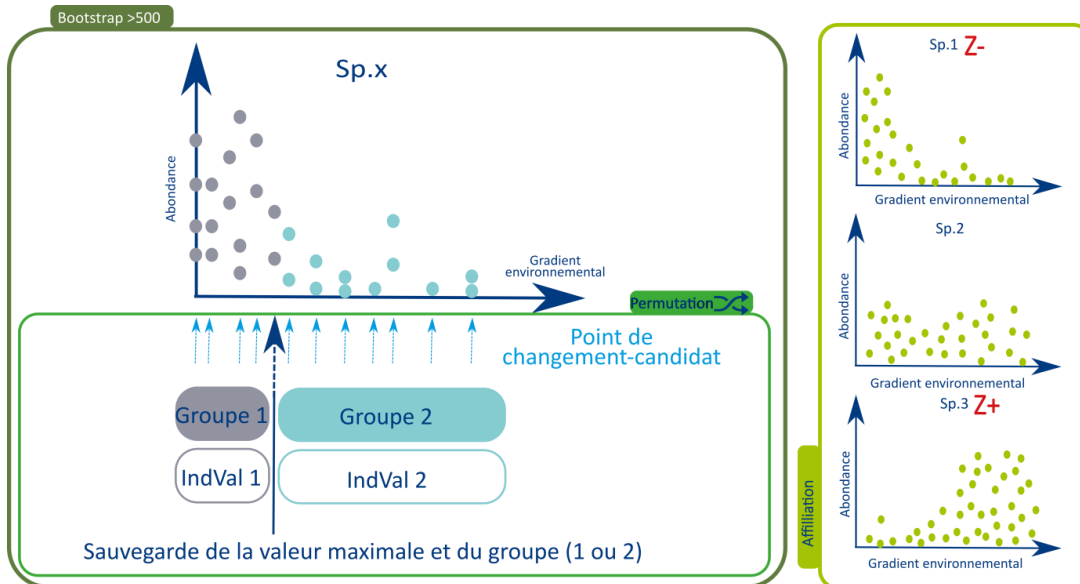 Bootstrap >500
Sp.x
Abondance
Gradient
environnemental
Permutation
Point de
changement-candidat
Groupe 1
Groupe 2
IndVal 1
IndVal 2
Sauvegarde de la valeur maximale et du groupe (1 ou 2)
Sp.1 Z-
Abondance
Gradient environnemental
Sp.2
Abondance
Gradient environnemental
Sp.3 Z+
Abondance
Gradient environnemental
Affilliation